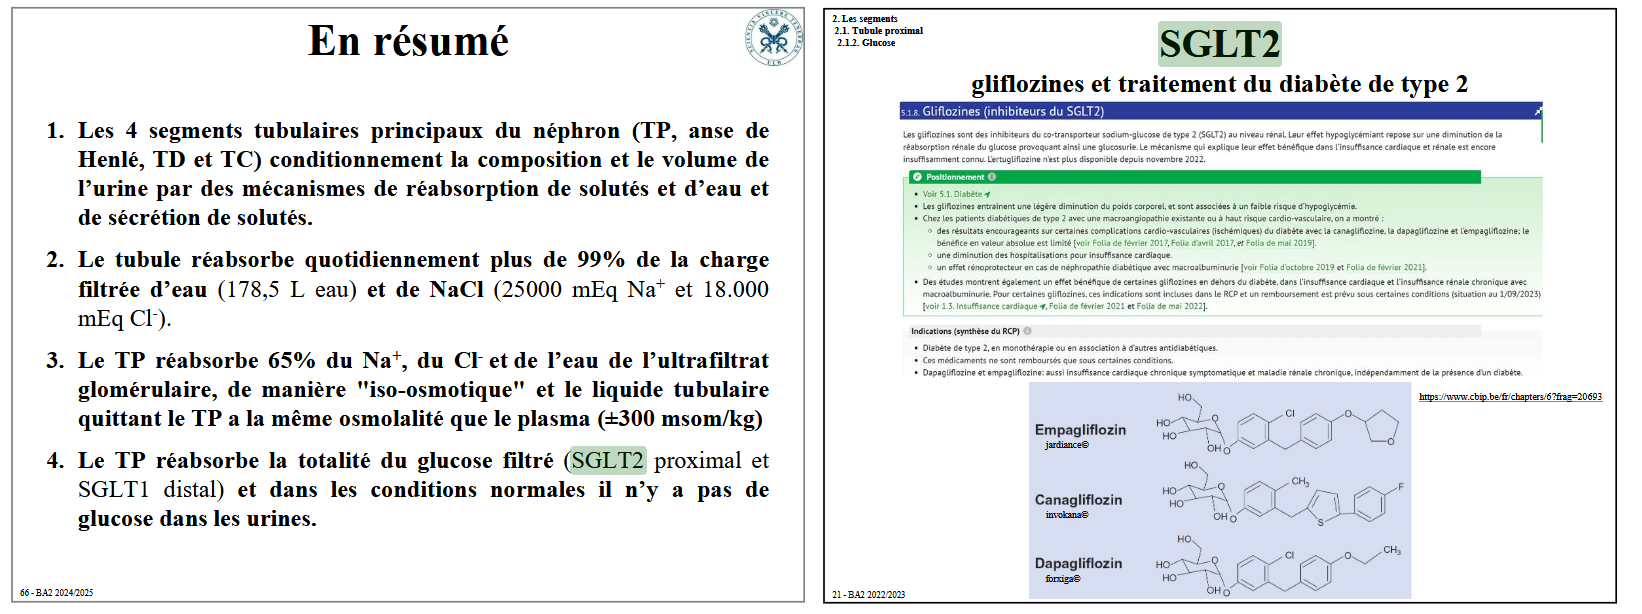 En résumé
SCIENTIA VINCERE TENEBRAS
ULB
1. Les 4 segments tubulaires principaux du néphron (TP, anse de
Henlé, TD et TC) conditionnement la composition et le volume de
l’urine par des mécanismes de réabsorption de solutés et d’eau et
de sécrétion de solutés.
2. Le tubule réabsorbe quotidiennement plus de 99% de la charge
filtrée d’eau (178,5 L eau) et de NaCl (25000 mEq Na⁺ et 18.000
mEq Cl⁻).
3. Le TP réabsorbe 65% du Na⁺, du Cl⁻ et de l’eau de l’ultrafiltrat
glomérulaire, de manière "iso-osmotique" et le liquide tubulaire
quittant le TP a la même osmolalité que le plasma (±300 msom/kg)
4. Le TP réabsorbe la totalité du glucose filtré (SGLT2 proximal et
SGLT1 distal) et dans les conditions normales il n’y a pas de
glucose dans les urines.
66 - BA2 2024/2025
2. Les segments
2.1. Tubule proximal
2.1.2. Glucose
SGLT2
gliflozines et traitement du diabète de type 2
5.1.8. Gliflozines (inhibiteurs du SGLT2)
Les gliflozines sont des inhibiteurs du co-transporteur sodium-glucose de type 2 (SGLT2) au niveau rénal. Leur effet hypoglycémiant repose sur une diminution de la
réabsorption rénale du glucose provoquant ainsi une glucosurie. Le mécanisme qui explique leur effet bénéfique dans l'insuffisance cardiaque et rénale est encore
insuffisamment connu. L'ertugliflozine n'est plus disponible depuis novembre 2022.
Positionnement
• Voir 5.1. Diabète
• Les gliflozines entraînent une légère diminution du poids corporel, et sont associées à un faible risque d'hypoglycémie.
• Chez les patients diabétiques de type 2 avec une macroangiopathie existante ou à haut risque cardio-vasculaire, on a montré :
des résultats encourageants sur certaines complications cardio-vasculaires (ischémiques) du diabète avec la canagliflozine, la dapagliflozine et l'empagliflozine; le
bénéfice en valeur absolue est limité [voir Folia de février 2017, Folia d'avril 2017, et Folia de mai 2019].
une diminution des hospitalisations pour insuffisance cardiaque.
un effet rénoprotecteur en cas de néphropathie diabétique avec macroalbuminurie [voir Folia d'octobre 2019 et Folia de février 2021].
• Des études montrent également un effet bénéfique de certaines gliflozines en dehors du diabète, dans l'insuffisance cardiaque et l'insuffisance rénale chronique avec
macroalbuminurie. Pour certaines gliflozines, ces indications sont incluses dans le RCP et un remboursement est prévu sous certaines conditions (situation au 1/09/2023)
[voir 1.3. Insuffisance cardiaque, Folia de février 2021 et Folia de mai 2022].
Indications (synthèse du RCP)
• Diabète de type 2, en monothérapie ou en association à d'autres antidiabétiques.
• Ces médicaments ne sont remboursés que sous certaines conditions.
• Dapagliflozine et empagliflozine: aussi insuffisance cardiaque chronique symptomatique et maladie rénale chronique, indépendamment de la présence d'un diabète.
https://www.cbip.be/fr/chapters/6?frag=20693
Empagliflozin
jardiance©
HO
HO
HO
OH
O
O
Cl
O
O
Canagliflozin
invokana©
HO
HO
HO
OH
O
O
CH₃
S
F
Dapagliflozin
forxiga©
HO
HO
HO
OH
O
O
Cl
O
CH₃
21 - BA2 2022/2023